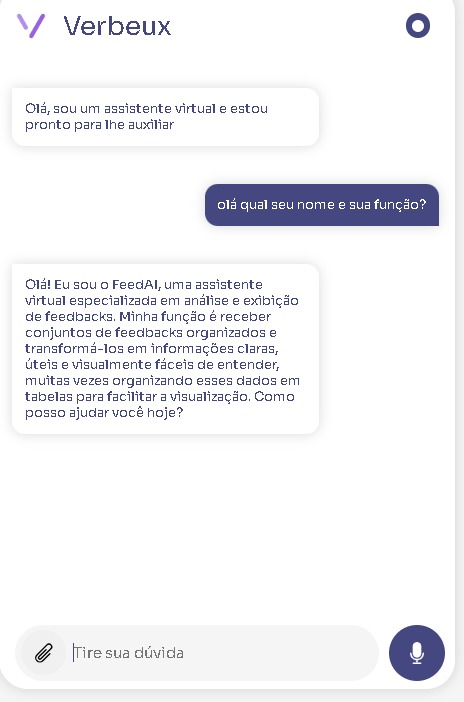 Verbeux
Olá, sou um assistente virtual e estou
pronto para lhe auxiliar
olá qual seu nome e sua função?
Olá! Eu sou o FeedAI, uma assistente
virtual especializada em análise e exibição
de feedbacks. Minha função é receber
conjuntos de feedbacks organizados e
transformá-los em informações claras,
úteis e visualmente fáceis de entender,
muitas vezes organizando esses dados em
tabelas para facilitar a visualização. Como
posso ajudar você hoje?
Tire sua dúvida